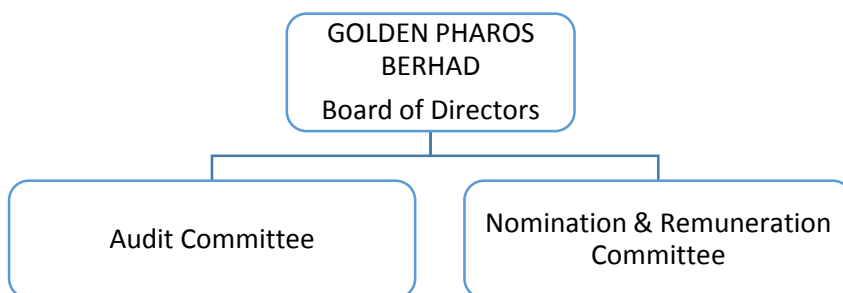 GOLDEN PHAROS
BERHAD
Board of Directors
Audit Committee
Nomination & Remuneration
Committee